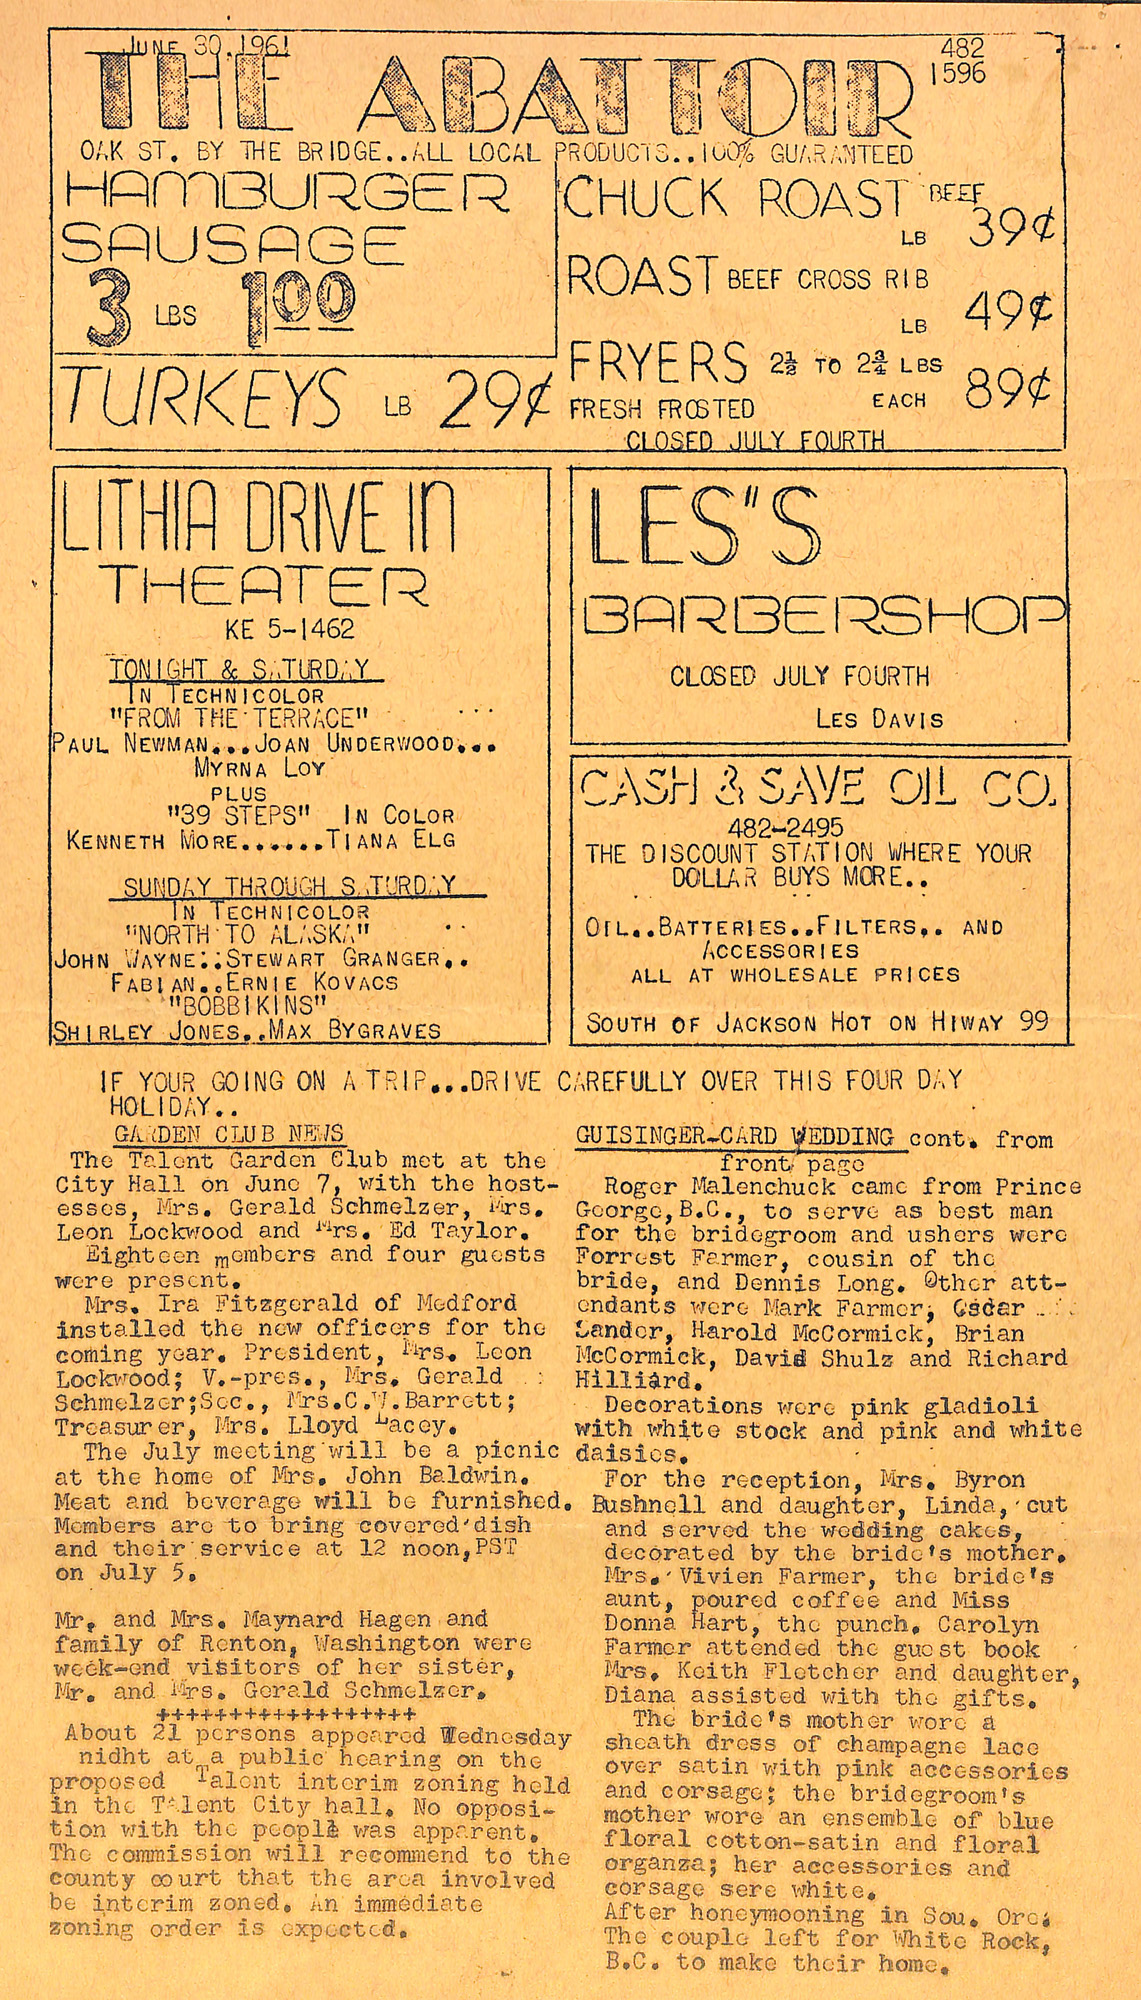 JUNE 30, 1961
482
1596
THE ABATTOIR
OAK ST. BY THE BRIDGE..ALL LOCAL PRODUCTS..100% GUARANTEED
HAMBURGER
SAUSAGE
3 LBS 1.00
TURKEYS LB 29¢
CHUCK ROAST BEEF
LB 39¢
ROAST BEEF CROSS RIB
LB 49¢
FRYERS 2½ TO 2¾ LBS
FRESH FROSTED EACH 89¢
CLOSED JULY FOURTH
LITHIA DRIVE IN
THEATER
KE 5-1462
TONIGHT & SATURDAY
IN TECHNICOLOR
"FROM THE TERRACE" ...
PAUL NEWMAN...JOAN UNDERWOOD...
MYRNA LOY
PLUS
"39 STEPS" IN COLOR
KENNETH MORE......TIANA ELG
SUNDAY THROUGH SATURDAY
IN TECHNICOLOR
"NORTH TO ALASKA" ..
JOHN WAYNE..STEWART GRANGER..
FABIAN..ERNIE KOVACS
"BOBBIKINS"
SHIRLEY JONES..MAX BYGRAVES
LES"S
BARBERSHOP
CLOSED JULY FOURTH
LES DAVIS
CASH & SAVE OIL CO.
482-2495
THE DISCOUNT STATION WHERE YOUR
DOLLAR BUYS MORE..
OIL..BATTERIES..FILTERS.. AND
ACCESSORIES
ALL AT WHOLESALE PRICES
SOUTH OF JACKSON HOT ON HIWAY 99
IF YOUR GOING ON A TRIP...DRIVE CAREFULLY OVER THIS FOUR DAY
HOLIDAY..
GARDEN CLUB NEWS
The Talent Garden Club met at the
City Hall on June 7, with the host-
esses, Mrs. Gerald Schmelzer, Mrs.
Leon Lockwood and Mrs. Ed Taylor.
Eighteen members and four guests
were present.
Mrs. Ira Fitzgerald of Medford
installed the new officers for the
coming year. President, Mrs. Leon
Lockwood; V.-pres., Mrs. Gerald
Schmelzer;Sec., Mrs.C.W.Barrett;
Treasurer, Mrs. Lloyd Lacey.
The July meeting will be a picnic
at the home of Mrs. John Baldwin.
Meat and beverage will be furnished.
Members are to bring covered dish
and their service at 12 noon,PST
on July 5.
Mr. and Mrs. Maynard Hagen and
family of Renton, Washington were
week-end visitors of her sister,
Mr. and Mrs. Gerald Schmelzer.
++++++++++++++++++
About 21 persons appeared Wednesday
nidht at a public hearing on the
proposed Talent interim zoning held
in the Talent City hall. No opposi-
tion with the people was apparent.
The commission will recommend to the
county court that the area involved
be interim zoned. An immediate
zoning order is expected.
GUISINGER-CARD WEDDING cont. from
front page
Roger Malenchuck came from Prince
George,B.C., to serve as best man
for the bridegroom and ushers were
Forrest Farmer, cousin of the
bride, and Dennis Long. Other att-
endants were Mark Farmer,
Sander, Harold McCormick, Brian
McCormick, David Shulz and Richard
Hilliard.
Decorations were pink gladioli
with white stock and pink and white
daisies.
For the reception, Mrs. Byron
Bushnell and daughter, Linda, cut
and served the wedding cakes,
decorated by the bride's mother.
Mrs. Vivien Farmer, the bride's
aunt, poured coffee and Miss
Donna Hart, the punch. Carolyn
Farmer attended the guest book
Mrs. Keith Fletcher and daughter,
Diana assisted with the gifts.
The bride's mother wore a
sheath dress of champagne lace
over satin with pink accessories
and corsage; the bridegroom's
mother wore an ensemble of blue
floral cotton-satin and floral
organza; her accessories and
corsage sere white.
After honeymooning in Sou. Ore.
The couple left for White Rock,
B.C. to make their home.